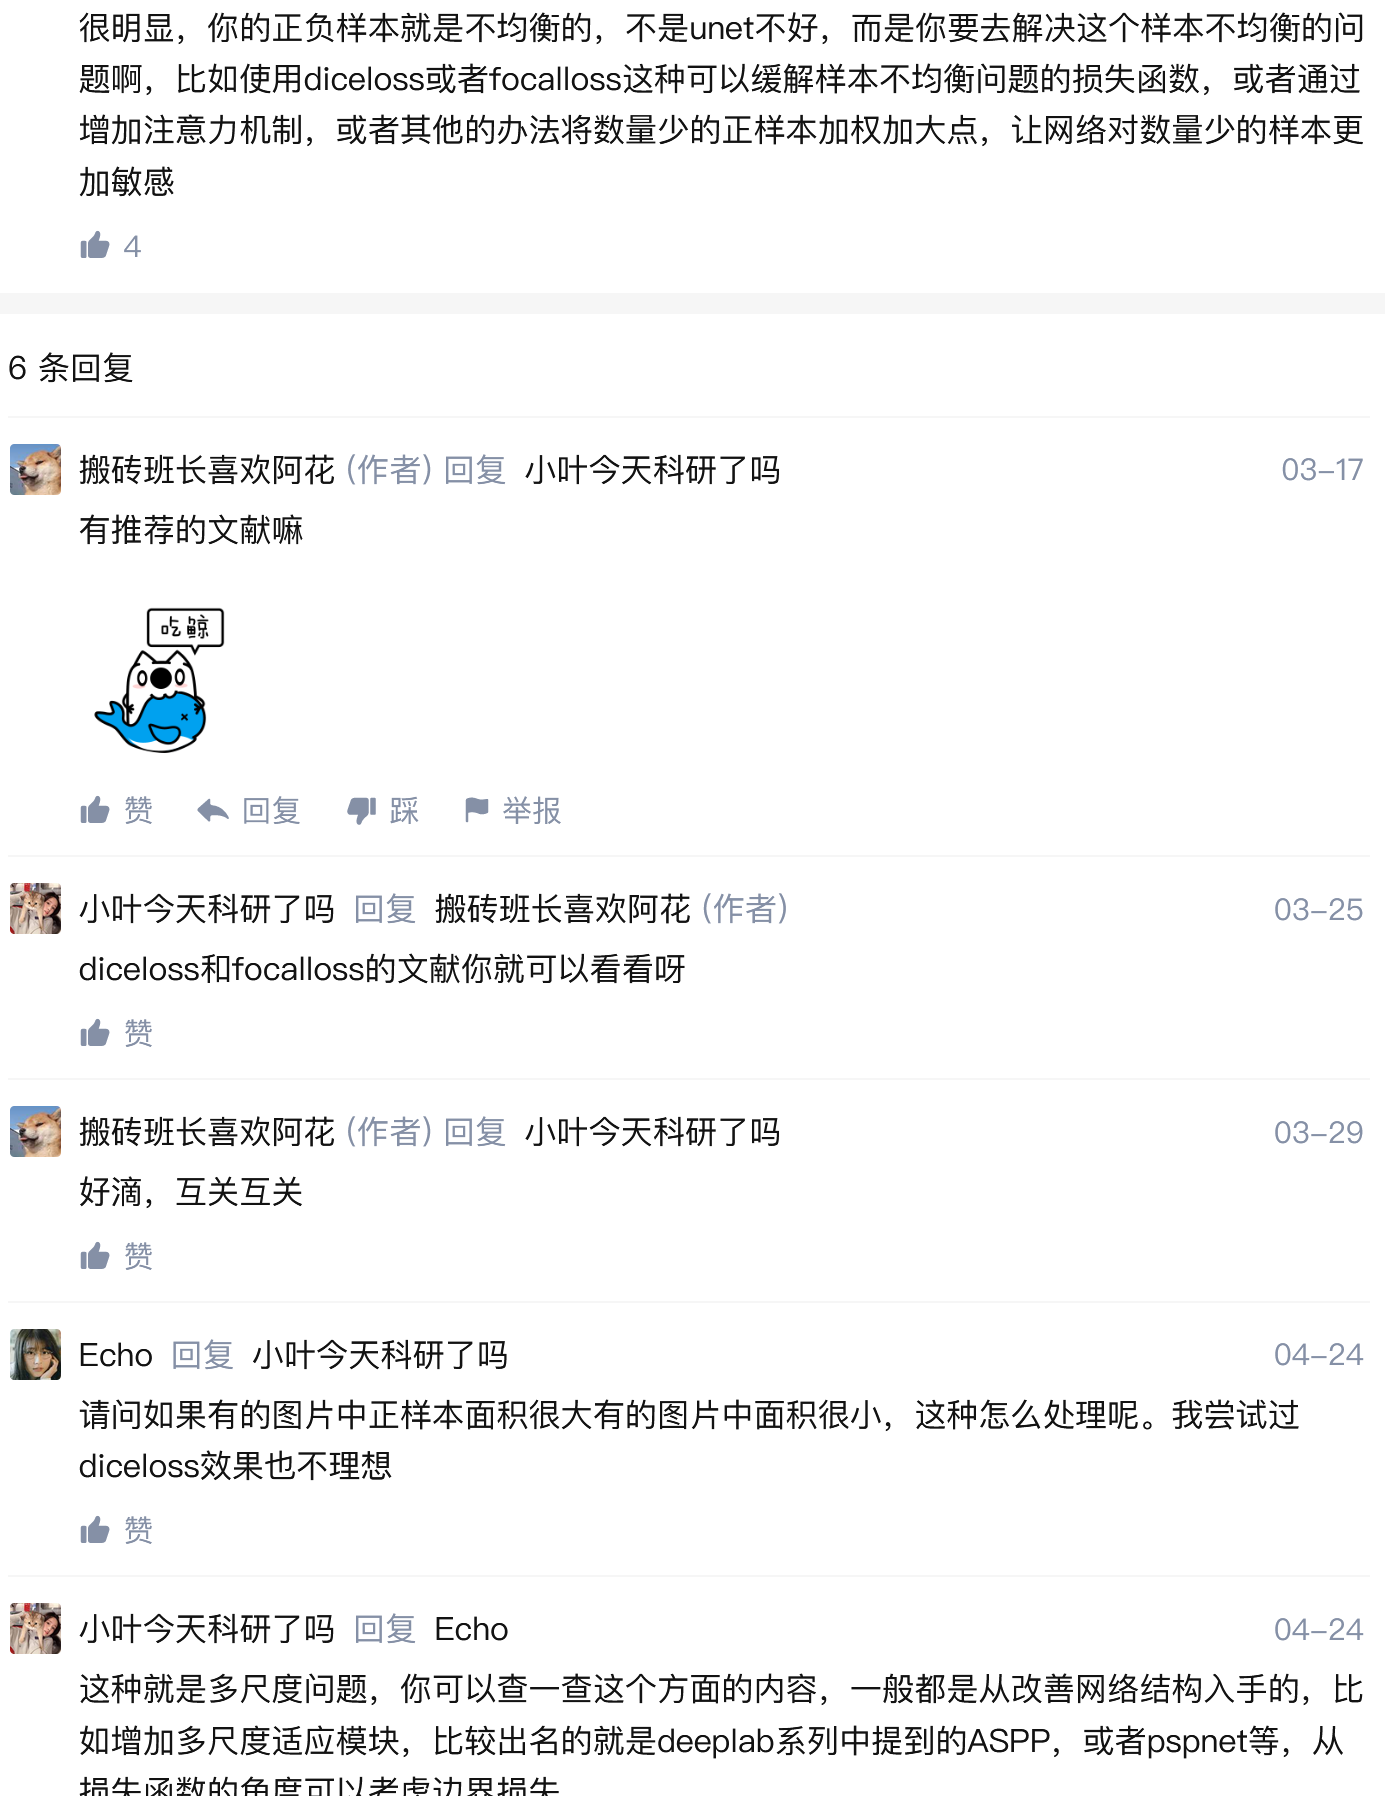 很明显，你的正负样本就是不均衡的，不是unet不好，而是你要去解决这个样本不均衡的问
题啊，比如使用diceloss或者focalloss这种可以缓解样本不均衡问题的损失函数，或者通过
增加注意力机制，或者其他的办法将数量少的正样本加权加大点，让网络对数量少的样本更
加敏感
4
6 条回复
搬砖班长喜欢阿花 (作者) 回复 小叶今天科研了吗 03-17
有推荐的文献嘛
吃鲸
赞 回复 踩 举报
小叶今天科研了吗 回复 搬砖班长喜欢阿花 (作者) 03-25
diceloss和focalloss的文献你就可以看看呀
赞
搬砖班长喜欢阿花 (作者) 回复 小叶今天科研了吗 03-29
好滴，互关互关
赞
Echo 回复 小叶今天科研了吗 04-24
请问如果有的图片中正样本面积很大有的图片中面积很小，这种怎么处理呢。我尝试过
diceloss效果也不理想
赞
小叶今天科研了吗 回复 Echo 04-24
这种就是多尺度问题，你可以查一查这个方面的内容，一般都是从改善网络结构入手的，比
如增加多尺度适应模块，比较出名的就是deeplab系列中提到的ASPP，或者pspnet等，从
损失函数的角度可以考虑边界损失